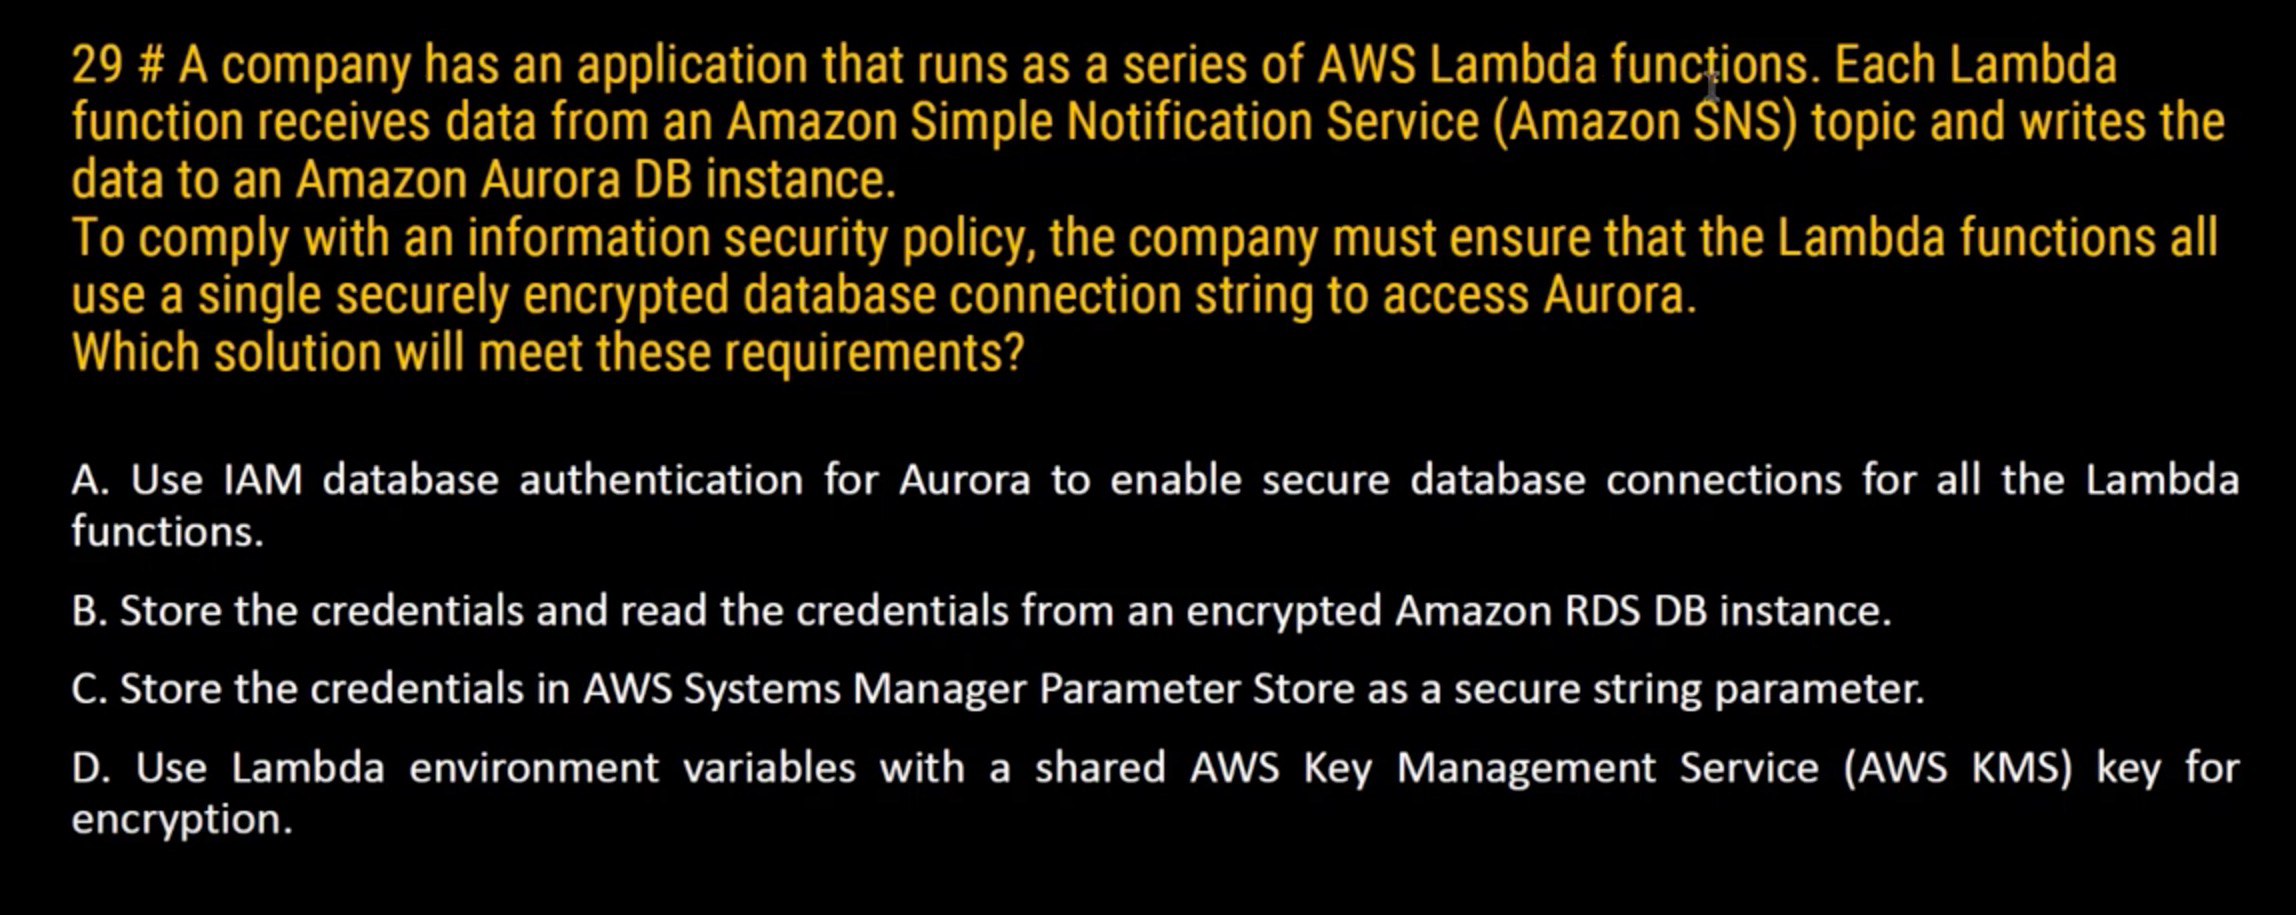 29 # A company has an application that runs as a series of AWS Lambda functions. Each Lambda
function receives data from an Amazon Simple Notification Service (Amazon SNS) topic and writes the
data to an Amazon Aurora DB instance.
To comply with an information security policy, the company must ensure that the Lambda functions all
use a single securely encrypted database connection string to access Aurora.
Which solution will meet these requirements?
A. Use IAM database authentication for Aurora to enable secure database connections for all the Lambda
functions.
B. Store the credentials and read the credentials from an encrypted Amazon RDS DB instance.
C. Store the credentials in AWS Systems Manager Parameter Store as a secure string parameter.
D. Use Lambda environment variables with a shared AWS Key Management Service (AWS KMS) key for
encryption.